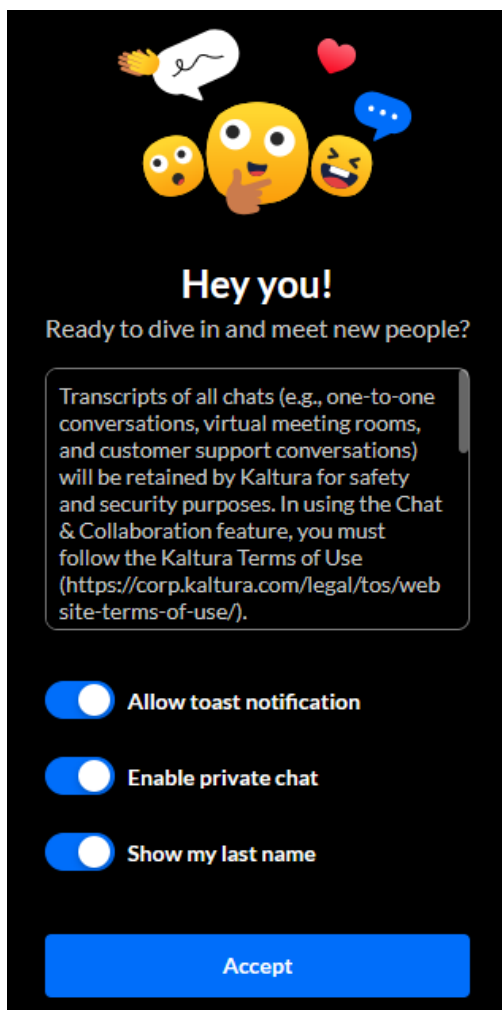 Hey you!
Ready to dive in and meet new people?
Transcripts of all chats (e.g., one-to-one
conversations, virtual meeting rooms,
and customer support conversations)
will be retained by Kaltura for safety
and security purposes. In using the Chat
& Collaboration feature, you must
follow the Kaltura Terms of Use
(https://corp.kaltura.com/legal/tos/web
site-terms-of-use/).
Allow toast notification
Enable private chat
Show my last name
Accept